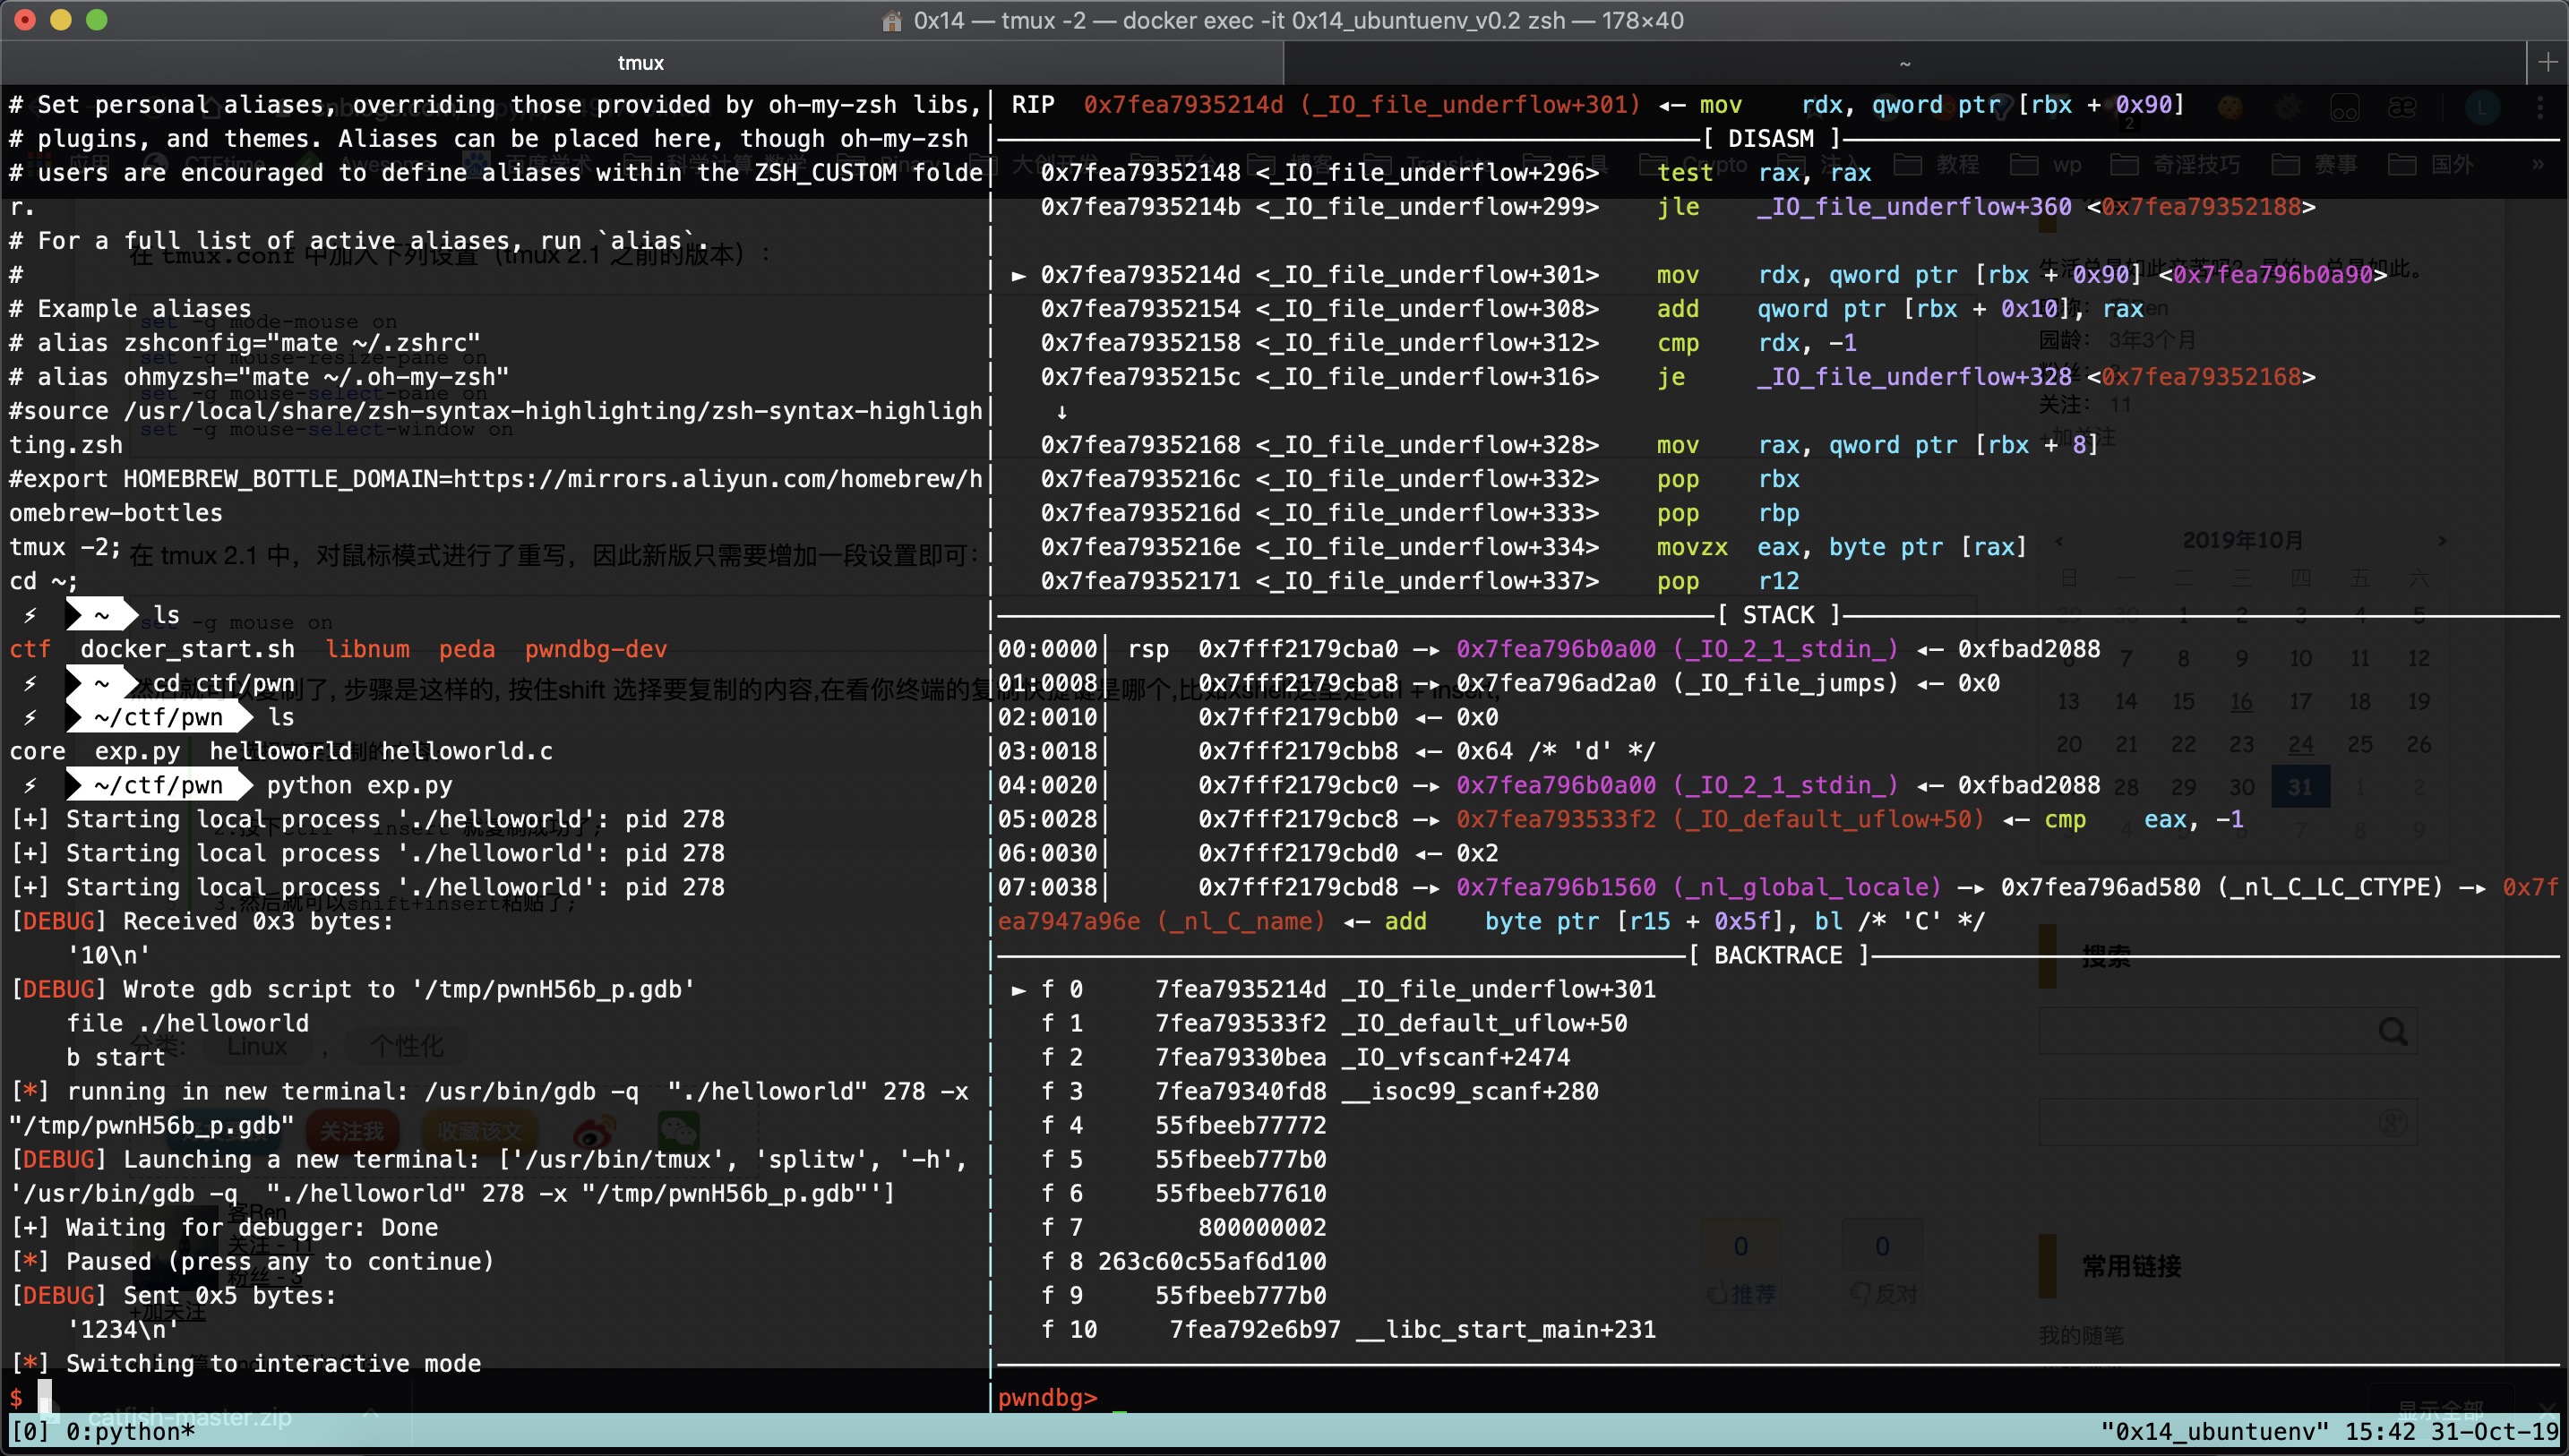 0x14 — tmux -2 — docker exec -it 0x14_ubuntuenv_v0.2 zsh — 178×40
tmux
~
# Set personal aliases, overriding those provided by oh-my-zsh libs,
# plugins, and themes. Aliases can be placed here, though oh-my-zsh
# users are encouraged to define aliases within the ZSH_CUSTOM folde
r.
# For a full list of active aliases, run `alias`.
#
# Example aliases
# alias zshconfig="mate ~/.zshrc"
# alias ohmyzsh="mate ~/.oh-my-zsh"
#source /usr/local/share/zsh-syntax-highlighting/zsh-syntax-highligh
ting.zsh
#export HOMEBREW_BOTTLE_DOMAIN=https://mirrors.aliyun.com/homebrew/h
omebrew-bottles
tmux -2;
cd ~;
⚡ ~ ls
ctf docker_start.sh libnum peda pwndbg-dev
⚡ ~ cd ctf/pwn
⚡ ~/ctf/pwn ls
core exp.py helloworld helloworld.c
⚡ ~/ctf/pwn python exp.py
[+] Starting local process './helloworld': pid 278
[+] Starting local process './helloworld': pid 278
[+] Starting local process './helloworld': pid 278
[DEBUG] Received 0x3 bytes:
'10\n'
[DEBUG] Wrote gdb script to '/tmp/pwnH56b_p.gdb'
file ./helloworld
b start
[*] running in new terminal: /usr/bin/gdb -q  "./helloworld" 278 -x
"/tmp/pwnH56b_p.gdb"
[DEBUG] Launching a new terminal: ['/usr/bin/tmux', 'splitw', '-h',
'/usr/bin/gdb -q  "./helloworld" 278 -x "/tmp/pwnH56b_p.gdb"']
[+] Waiting for debugger: Done
[*] Paused (press any to continue)
[DEBUG] Sent 0x5 bytes:
'1234\n'
[*] Switching to interactive mode
$
RIP 0x7fea7935214d (_IO_file_underflow+301) ◂— mov rdx, qword ptr [rbx + 0x90]
[ DISASM ]
0x7fea79352148 <_IO_file_underflow+296> test rax, rax
0x7fea7935214b <_IO_file_underflow+299> jle _IO_file_underflow+360 <0x7fea79352188>
► 0x7fea7935214d <_IO_file_underflow+301> mov rdx, qword ptr [rbx + 0x90] <0x7fea796b0a90>
0x7fea79352154 <_IO_file_underflow+308> add qword ptr [rbx + 0x10], rax
0x7fea79352158 <_IO_file_underflow+312> cmp rdx, -1
0x7fea7935215c <_IO_file_underflow+316> je _IO_file_underflow+328 <0x7fea79352168>
↓
0x7fea79352168 <_IO_file_underflow+328> mov rax, qword ptr [rbx + 8]
0x7fea7935216c <_IO_file_underflow+332> pop rbx
0x7fea7935216d <_IO_file_underflow+333> pop rbp
0x7fea7935216e <_IO_file_underflow+334> movzx eax, byte ptr [rax]
0x7fea79352171 <_IO_file_underflow+337> pop r12
[ STACK ]
00:0000│ rsp 0x7fff2179cba0 —▸ 0x7fea796b0a00 (_IO_2_1_stdin_) ◂— 0xfbad2088
01:0008│ 0x7fff2179cba8 —▸ 0x7fea796ad2a0 (_IO_file_jumps) ◂— 0x0
02:0010│ 0x7fff2179cbb0 ◂— 0x0
03:0018│ 0x7fff2179cbb8 ◂— 0x64 /* 'd' */
04:0020│ 0x7fff2179cbc0 —▸ 0x7fea796b0a00 (_IO_2_1_stdin_) ◂— 0xfbad2088
05:0028│ 0x7fff2179cbc8 —▸ 0x7fea793533f2 (_IO_default_uflow+50) ◂— cmp eax, -1
06:0030│ 0x7fff2179cbd0 ◂— 0x2
07:0038│ 0x7fff2179cbd8 —▸ 0x7fea796b1560 (_nl_global_locale) —▸ 0x7fea796ad580 (_nl_C_LC_CTYPE) —▸ 0x7f
ea7947a96e (_nl_C_name) ◂— add byte ptr [r15 + 0x5f], bl /* 'C' */
[ BACKTRACE ]
► f 0 7fea7935214d _IO_file_underflow+301
f 1 7fea793533f2 _IO_default_uflow+50
f 2 7fea79330bea _IO_vfscanf+2474
f 3 7fea79340fd8 __isoc99_scanf+280
f 4 55fbeeb77772
f 5 55fbeeb777b0
f 6 55fbeeb77610
f 7 800000002
f 8 263c60c55af6d100
f 9 55fbeeb777b0
f 10 7fea792e6b97 __libc_start_main+231
pwndbg>
[0] 0:python*
"0x14_ubuntuenv" 15:42 31-Oct-19